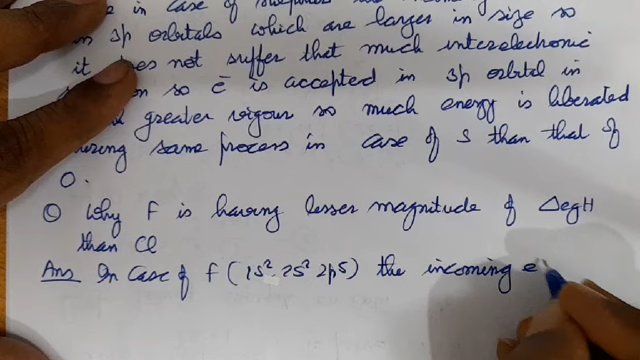 in case of
in 3p orbitals which are larger in size so
it does not suffer that much interelectronic
so ē is accepted in 3p orbital in
greater vigour so much energy is liberated
same process in case of S than that of
O.
Q Why F is having lesser magnitude of ΔegH
than Cl
Ans In case of F (1s² 2s² 2p5) the incoming e